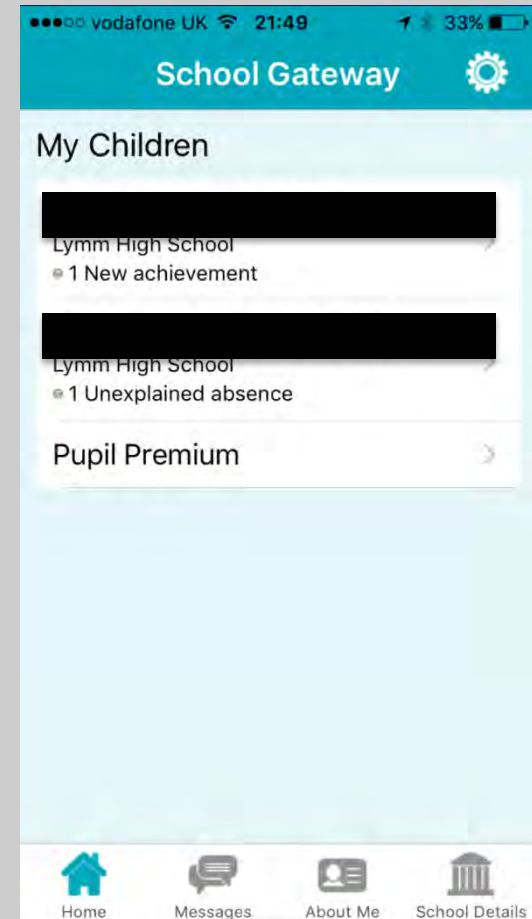 vodafone UK 21:49 33%
School Gateway
My Children
Lymm High School
1 New achievement
Lymm High School
1 Unexplained absence
Pupil Premium
Home Messages About Me School Details